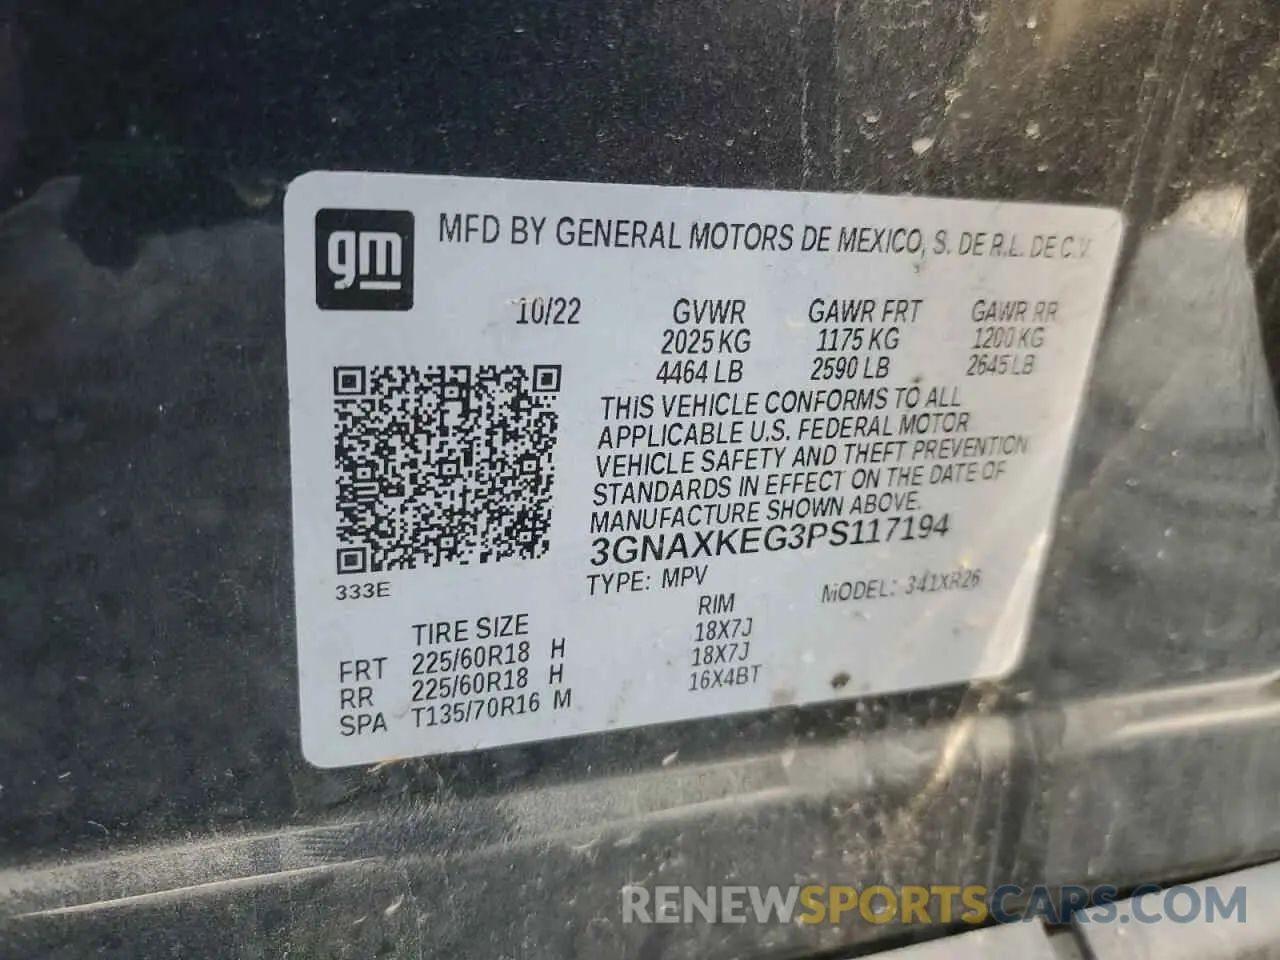 gm
MFD BY GENERAL MOTORS DE MEXICO, S. DE R.L. DE C.V.
10/22 GVWR GAWR FRT GAWR RR
2025 KG 1175 KG 1200 KG
4464 LB 2590 LB 2645 LB
THIS VEHICLE CONFORMS TO ALL
APPLICABLE U.S. FEDERAL MOTOR
VEHICLE SAFETY AND THEFT PREVENTION
STANDARDS IN EFFECT ON THE DATE OF
MANUFACTURE SHOWN ABOVE.
3GNAXKEG3PS117194
333E
TYPE: MPV MODEL: 341XR26
TIRE SIZE RIM
FRT 225/60R18 H 18X7J
RR 225/60R18 H 18X7J
SPA T135/70R16 M 16X4BT
RENEWSPORTSCARS.COM